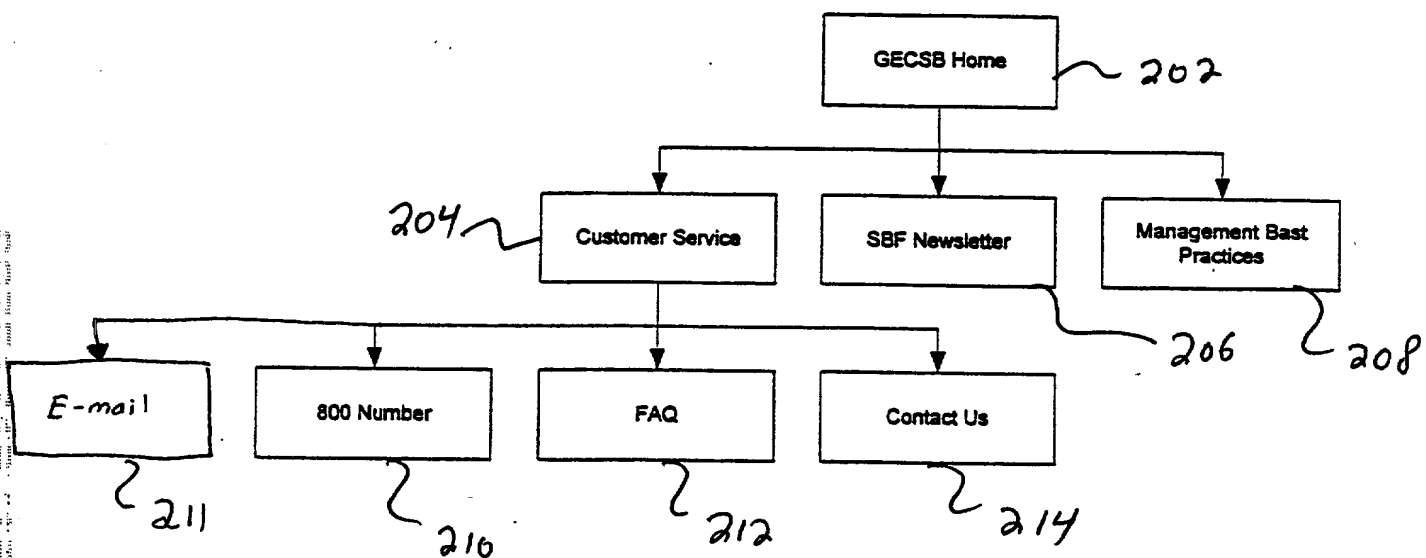 GECSB Home
202
204
Customer Service
SBF Newsletter
Management Bast
Practices
206
208
E-mail
800 Number
FAQ
Contact Us
211
210
212
214